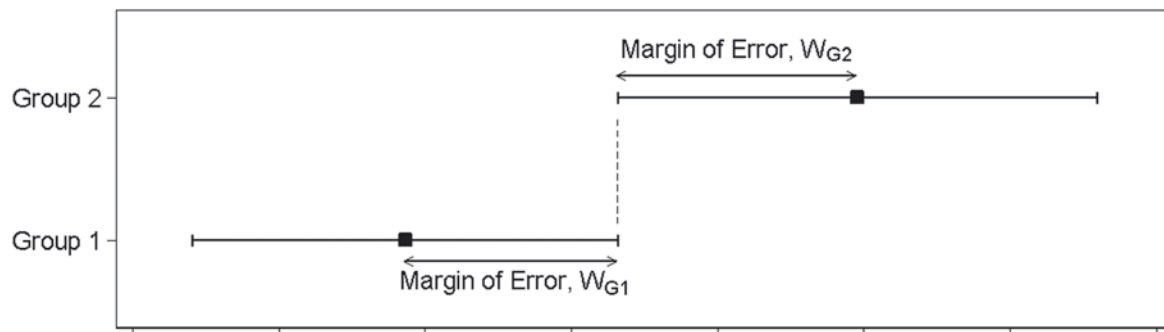 Margin of Error, WG2
Group 2
Group 1
Margin of Error, WG1